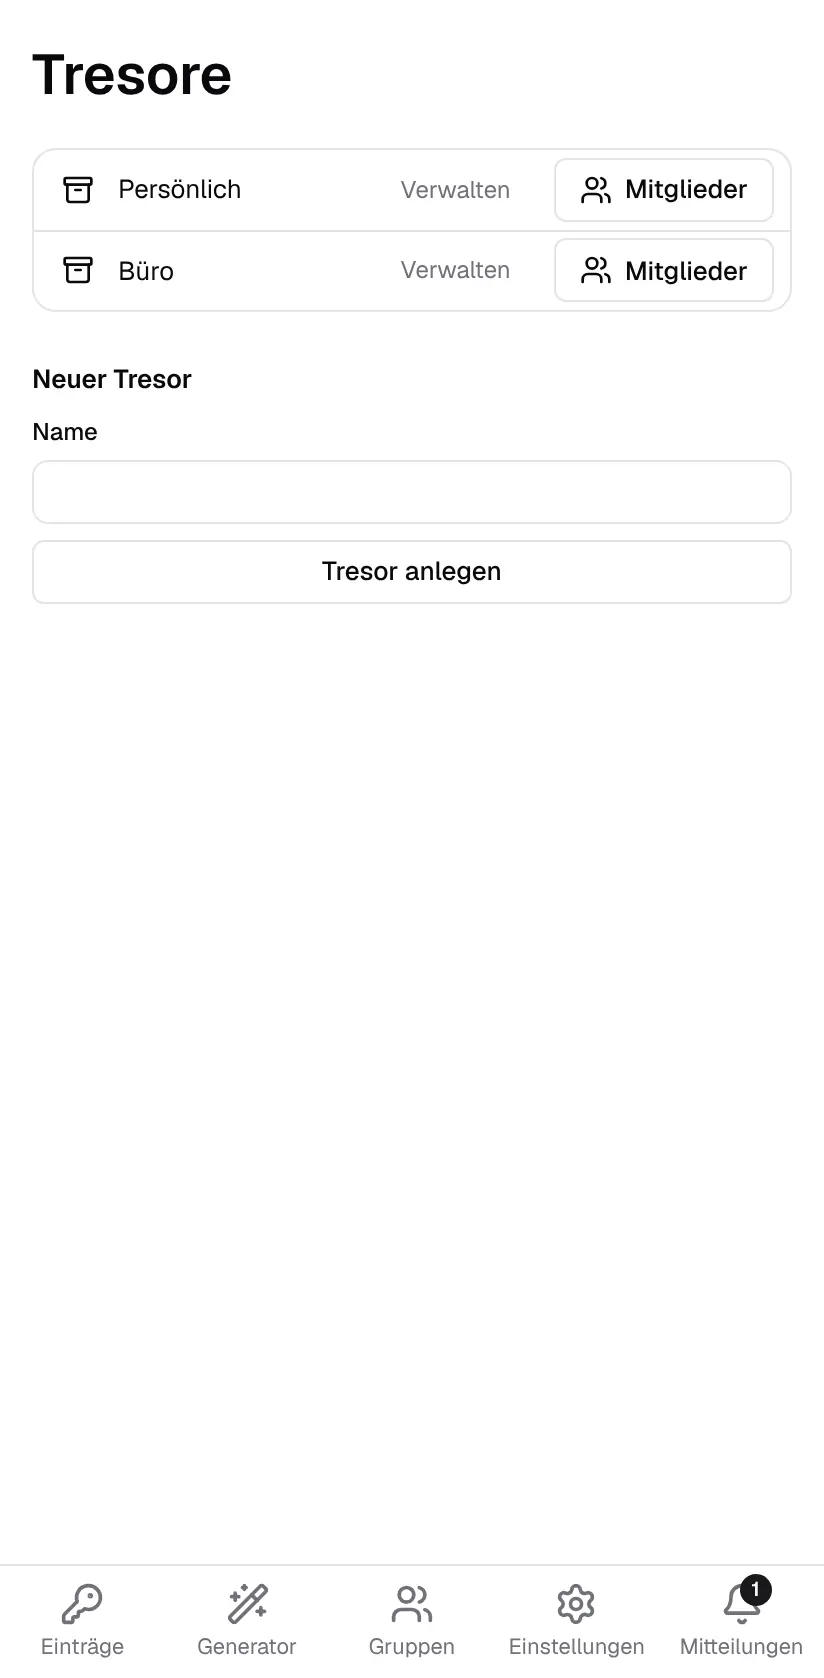 Tresore
Persönlich Verwalten Mitglieder
Büro Verwalten Mitglieder
Neuer Tresor
Name
Tresor anlegen
1
Einträge Generator Gruppen Einstellungen Mitteilungen